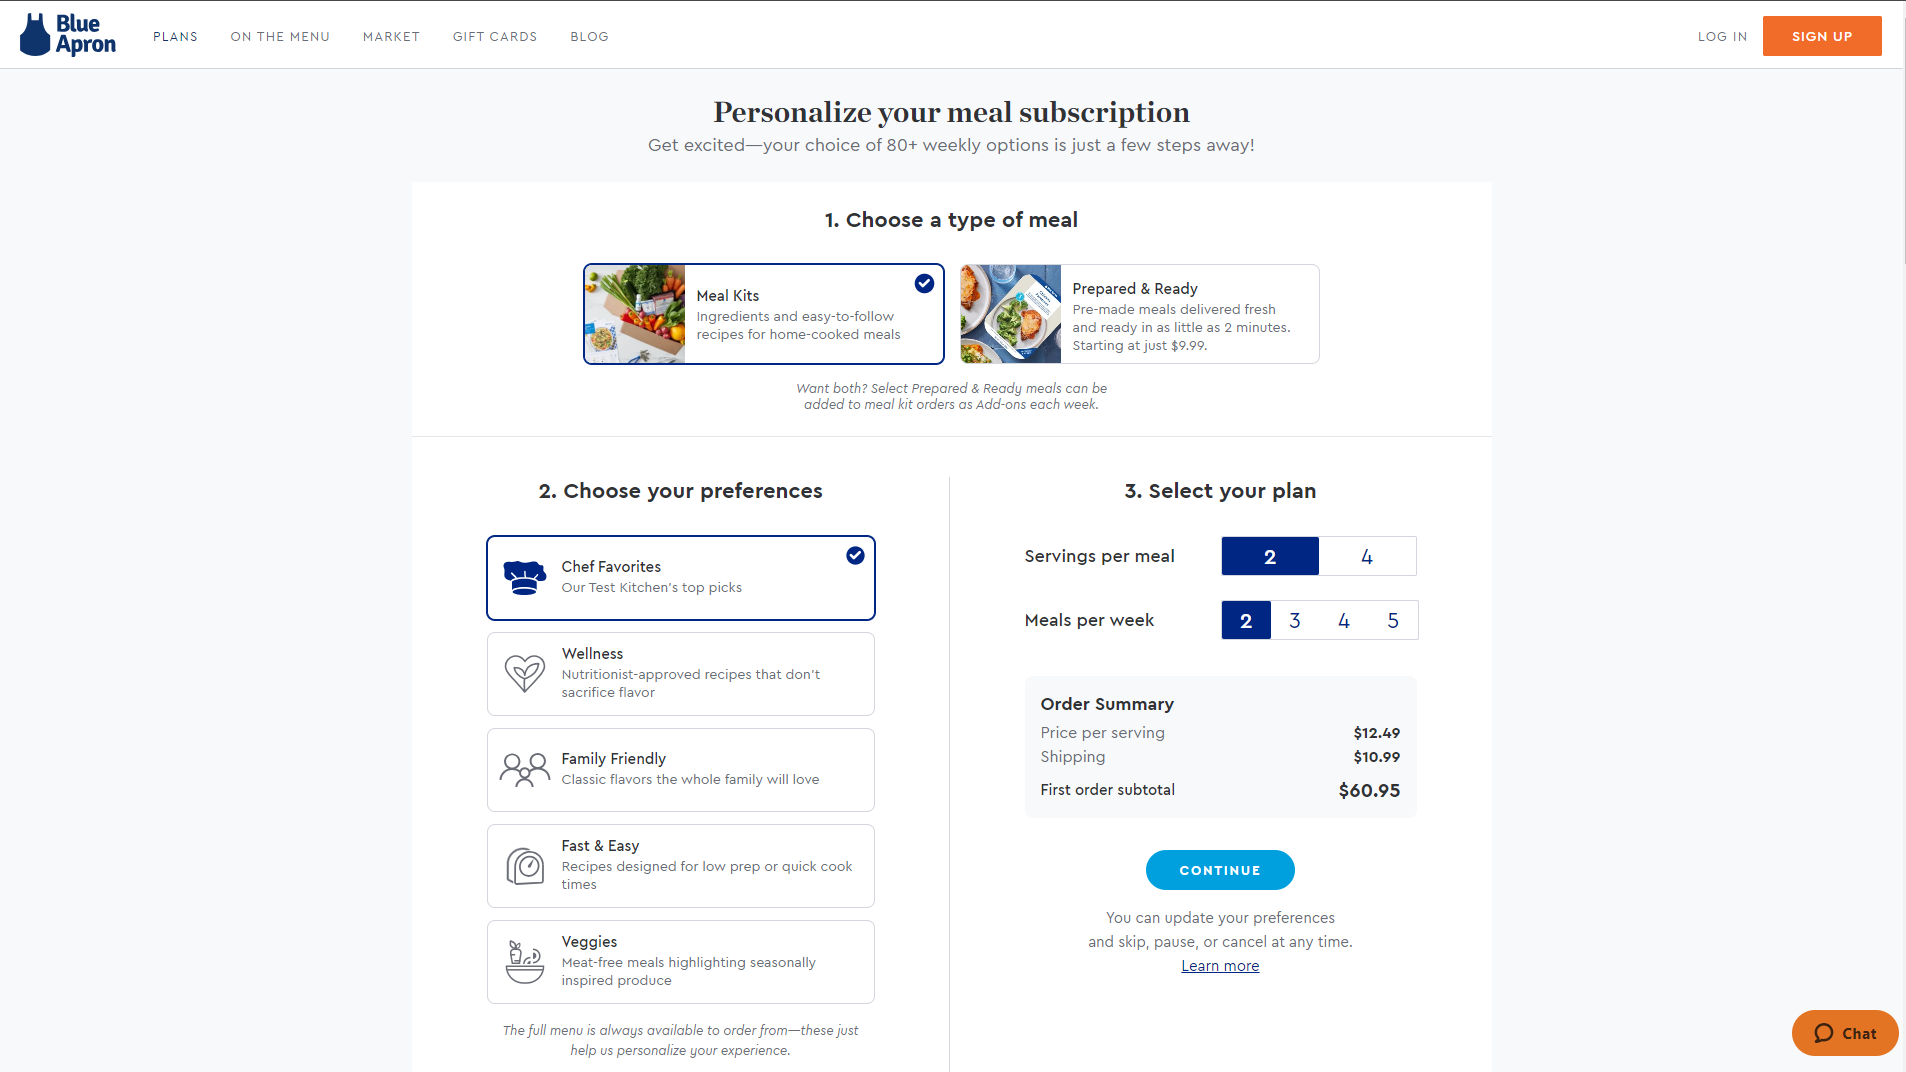 Blue
Apron
PLANS
ON THE MENU
MARKET
GIFT CARDS
BLOG
LOG IN
SIGN UP
Personalize your meal subscription
Get excited—your choice of 80+ weekly options is just a few steps away!
1. Choose a type of meal
Meal Kits
Ingredients and easy-to-follow
recipes for home-cooked meals
Prepared & Ready
Pre-made meals delivered fresh
and ready in as little as 2 minutes.
Starting at just $9.99.
Want both? Select Prepared & Ready meals can be
added to meal kit orders as Add-ons each week.
2. Choose your preferences
Chef Favorites
Our Test Kitchen's top picks
Wellness
Nutritionist-approved recipes that don't
sacrifice flavor
Family Friendly
Classic flavors the whole family will love
Fast & Easy
Recipes designed for low prep or quick cook
times
Veggies
Meat-free meals highlighting seasonally
inspired produce
The full menu is always available to order from—these just
help us personalize your experience.
3. Select your plan
Servings per meal
2
4
Meals per week
2
3
4
5
Order Summary
Price per serving $12.49
Shipping $10.99
First order subtotal $60.95
CONTINUE
You can update your preferences
and skip, pause, or cancel at any time.
Learn more
Chat